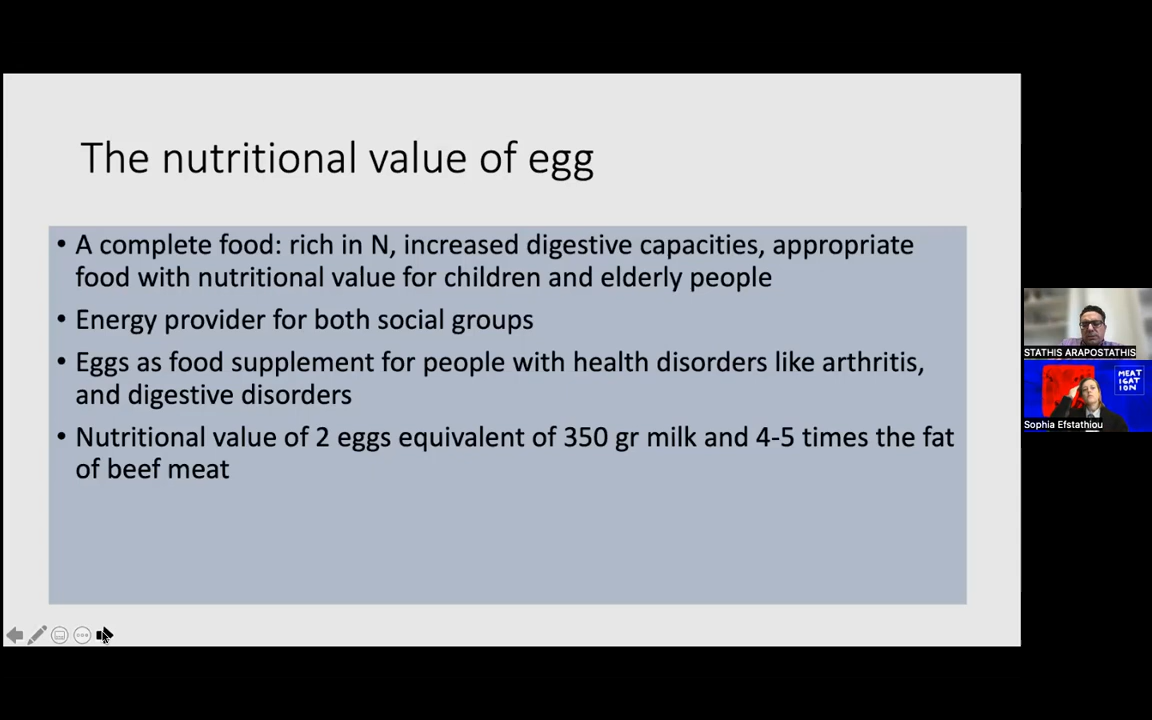 The nutritional value of egg
• A complete food: rich in N, increased digestive capacities, appropriate
food with nutritional value for children and elderly people
• Energy provider for both social groups
• Eggs as food supplement for people with health disorders like arthritis,
and digestive disorders
• Nutritional value of 2 eggs equivalent of 350 gr milk and 4-5 times the fat
of beef meat
STATHIS ARAPOSTATHIS
MEAT
IGAT
ION
Sophia Efstathiou